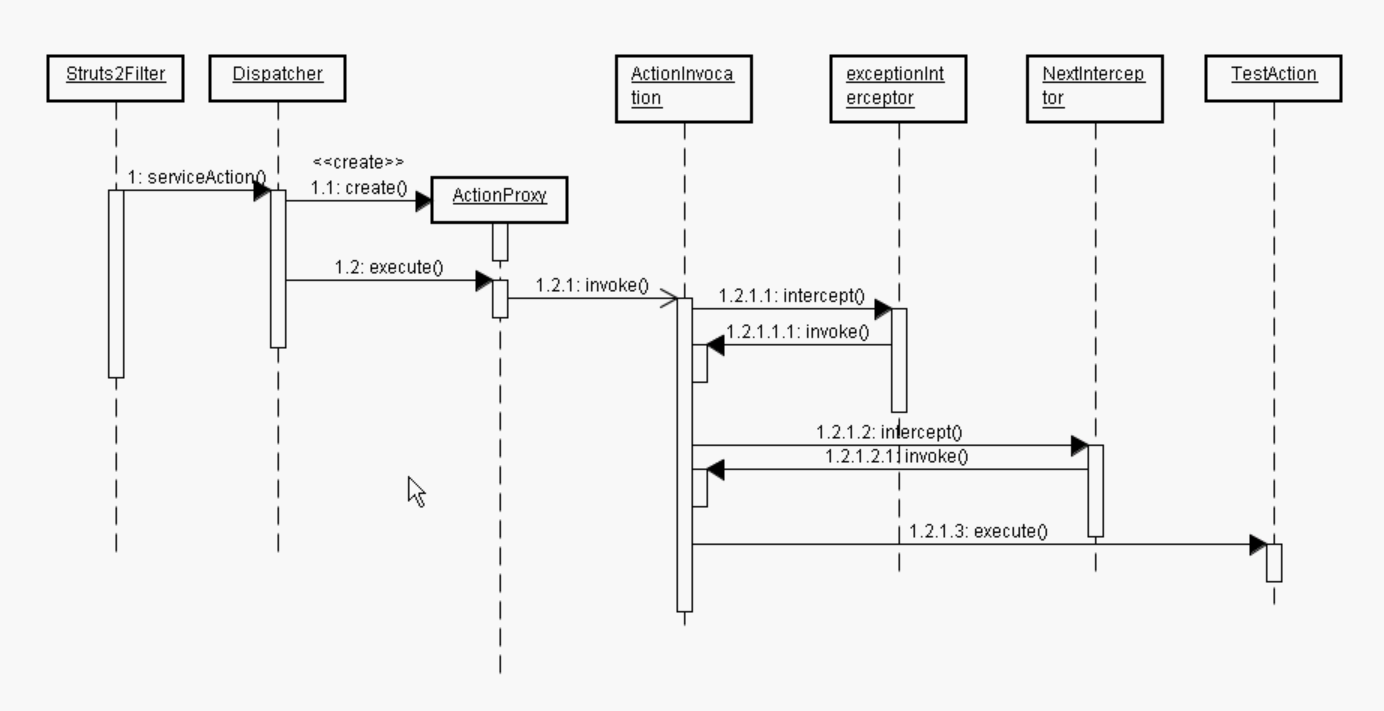 Struts2Filter
Dispatcher
ActionInvoca
tion
exceptionInt
erceptor
NextIntercep
tor
TestAction
<<create>>
1: serviceAction()
1.1: create()
ActionProxy
1.2: execute()
1.2.1: invoke()
1.2.1.1: intercept()
1.2.1.1.1: invoke()
1.2.1.2: intercept()
1.2.1.2.1: invoke()
1.2.1.3: execute()